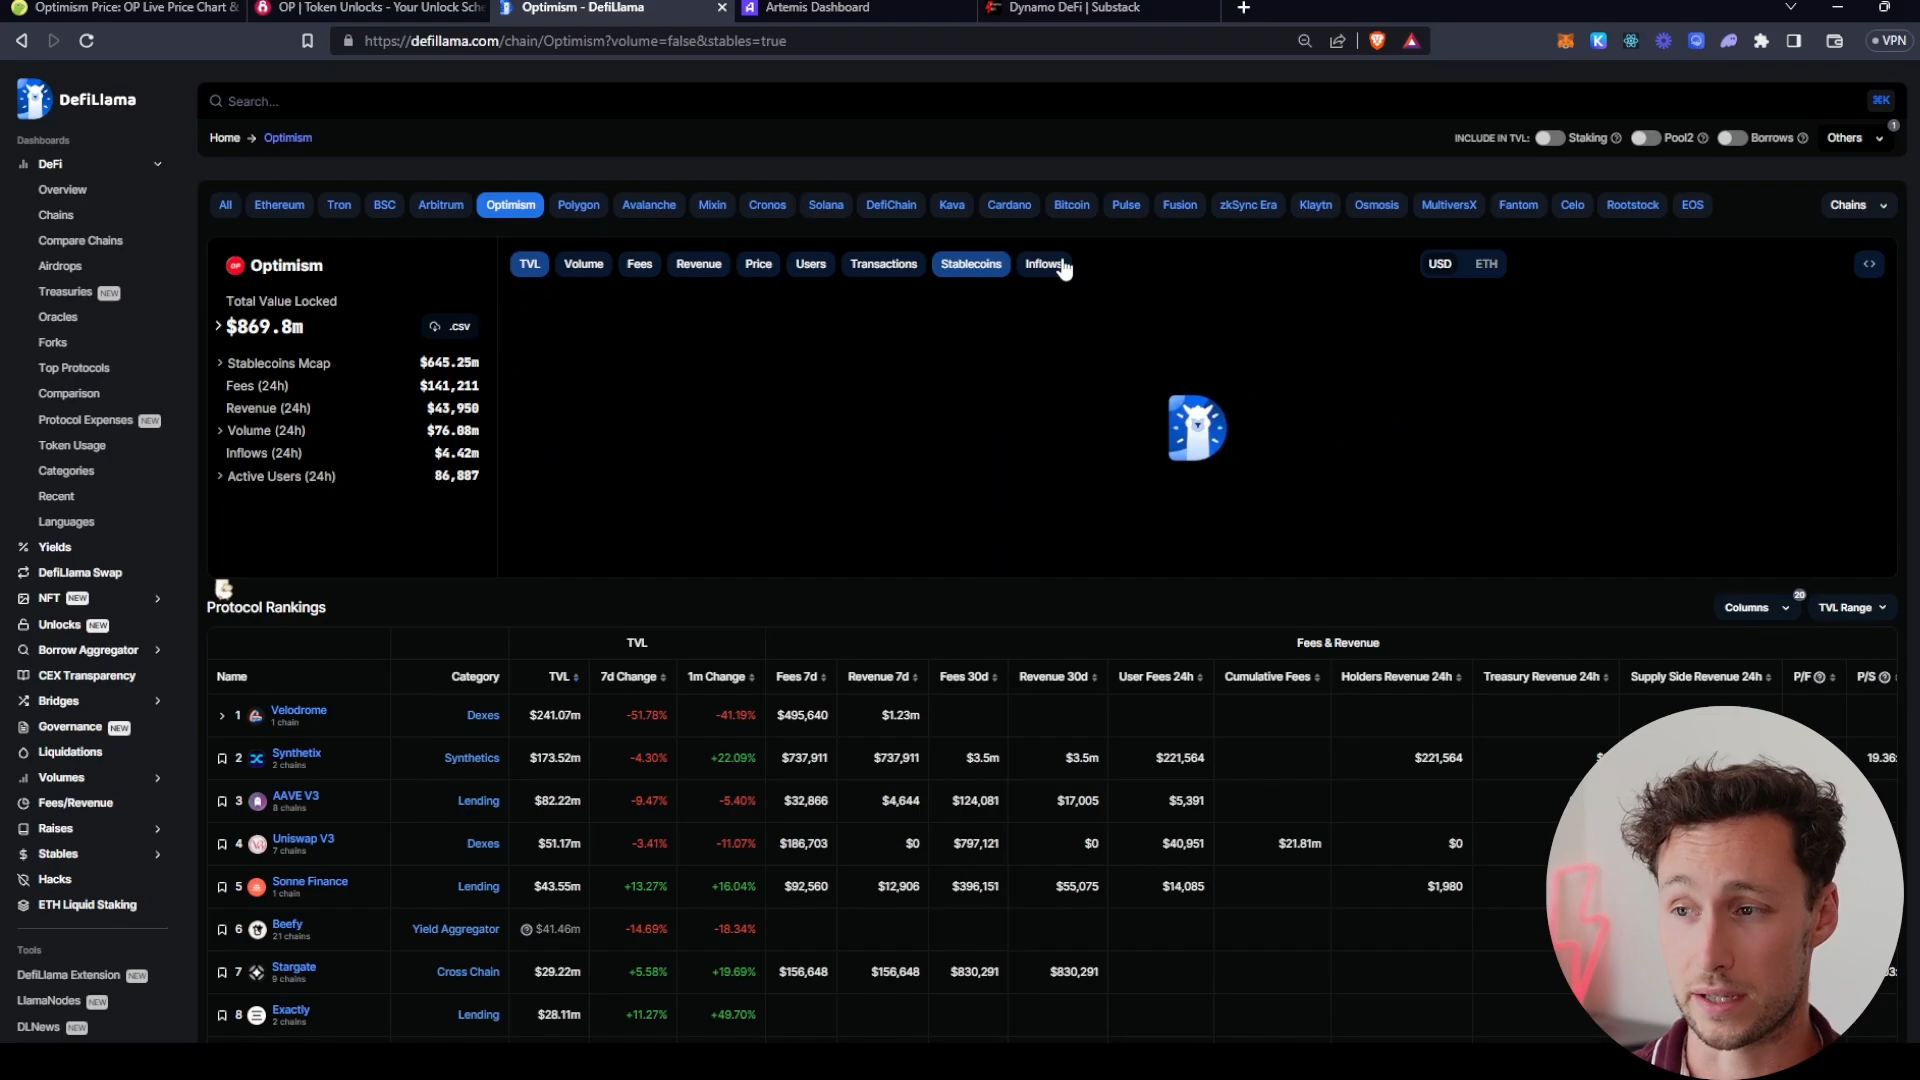 Optimism Price: OP Live Price Chart &
OP | Token Unlocks - Your Unlock Sche
Optimism - DefiLlama
Artemis Dashboard
Dynamo DeFi | Substack
https://defillama.com/chain/Optimism?volume=false&stables=true
VPN
DefiLlama
Search...
⌘K
Home → Optimism
INCLUDE IN TVL: Staking Pool2 Borrows Others 1
Dashboards
DeFi
Overview
Chains
Compare Chains
Airdrops
Treasuries NEW
Oracles
Forks
Top Protocols
Comparison
Protocol Expenses NEW
Token Usage
Categories
Recent
Languages
Yields
DefiLlama Swap
NFT NEW
Unlocks NEW
Borrow Aggregator
CEX Transparency
Bridges
Governance NEW
Liquidations
Volumes
Fees/Revenue
Raises
Stables
Hacks
ETH Liquid Staking
Tools
DefiLlama Extension NEW
LlamaNodes NEW
DLNews NEW
All Ethereum Tron BSC Arbitrum Optimism Polygon Avalanche Mixin Cronos Solana DefiChain Kava Cardano Bitcoin Pulse Fusion zkSync Era Klaytn Osmosis MultiversX Fantom Celo Rootstock EOS Chains
OP Optimism
TVL Volume Fees Revenue Price Users Transactions Stablecoins Inflows
USD ETH
Total Value Locked
$869.8m .csv
Stablecoins Mcap $645.25m
Fees (24h) $141,211
Revenue (24h) $43,950
Volume (24h) $76.08m
Inflows (24h) $4.42m
Active Users (24h) 86,887
Protocol Rankings
Columns 20 TVL Range
TVL Fees & Revenue
Name Category TVL 7d Change 1m Change Fees 7d Revenue 7d Fees 30d Revenue 30d User Fees 24h Cumulative Fees Holders Revenue 24h Treasury Revenue 24h Supply Side Revenue 24h P/F P/S
1 Velodrome Dexes $241.07m -51.78% -41.19% $495,640 $1.23m
1 chain
2 Synthetix Synthetics $173.52m -4.30% +22.09% $737,911 $737,911 $3.5m $3.5m $221,564 $221,564 19.36
2 chains
3 AAVE V3 Lending $82.22m -9.47% -5.40% $32,866 $4,644 $124,081 $17,005 $5,391
8 chains
4 Uniswap V3 Dexes $51.17m -3.41% -11.07% $186,703 $0 $797,121 $0 $40,951 $21.81m $0
7 chains
5 Sonne Finance Lending $43.55m +13.27% +16.04% $92,560 $12,906 $396,151 $55,075 $14,085 $1,980
1 chain
6 Beefy Yield Aggregator $41.46m -14.69% -18.34%
21 chains
7 Stargate Cross Chain $29.22m +5.58% +19.69% $156,648 $156,648 $830,291 $830,291
9 chains
8 Exactly Lending $28.11m +11.27% +49.70%
2 chains